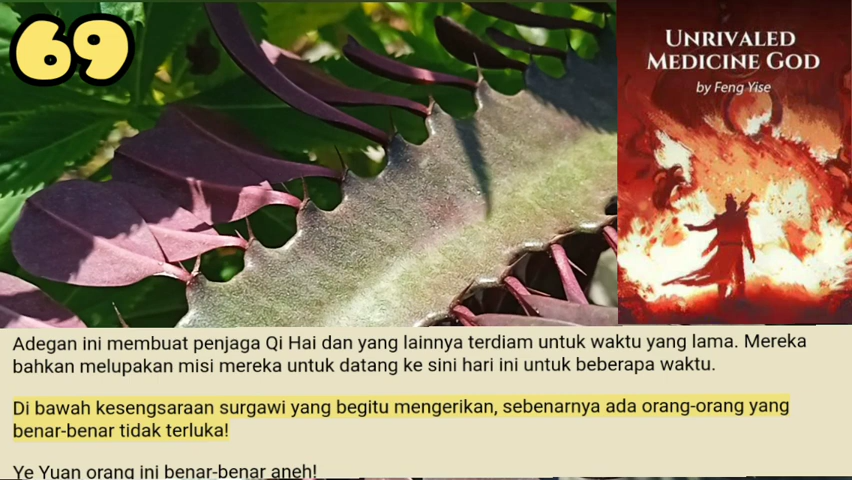 69
UNRIVALED
MEDICINE GOD
by Feng Yise
Adegan ini membuat penjaga Qi Hai dan yang lainnya terdiam untuk waktu yang lama. Mereka
bahkan melupakan misi mereka untuk datang ke sini hari ini untuk beberapa waktu.
Di bawah kesengsaraan surgawi yang begitu mengerikan, sebenarnya ada orang-orang yang
benar-benar tidak terluka!
Ye Yuan orang ini benar-benar aneh!